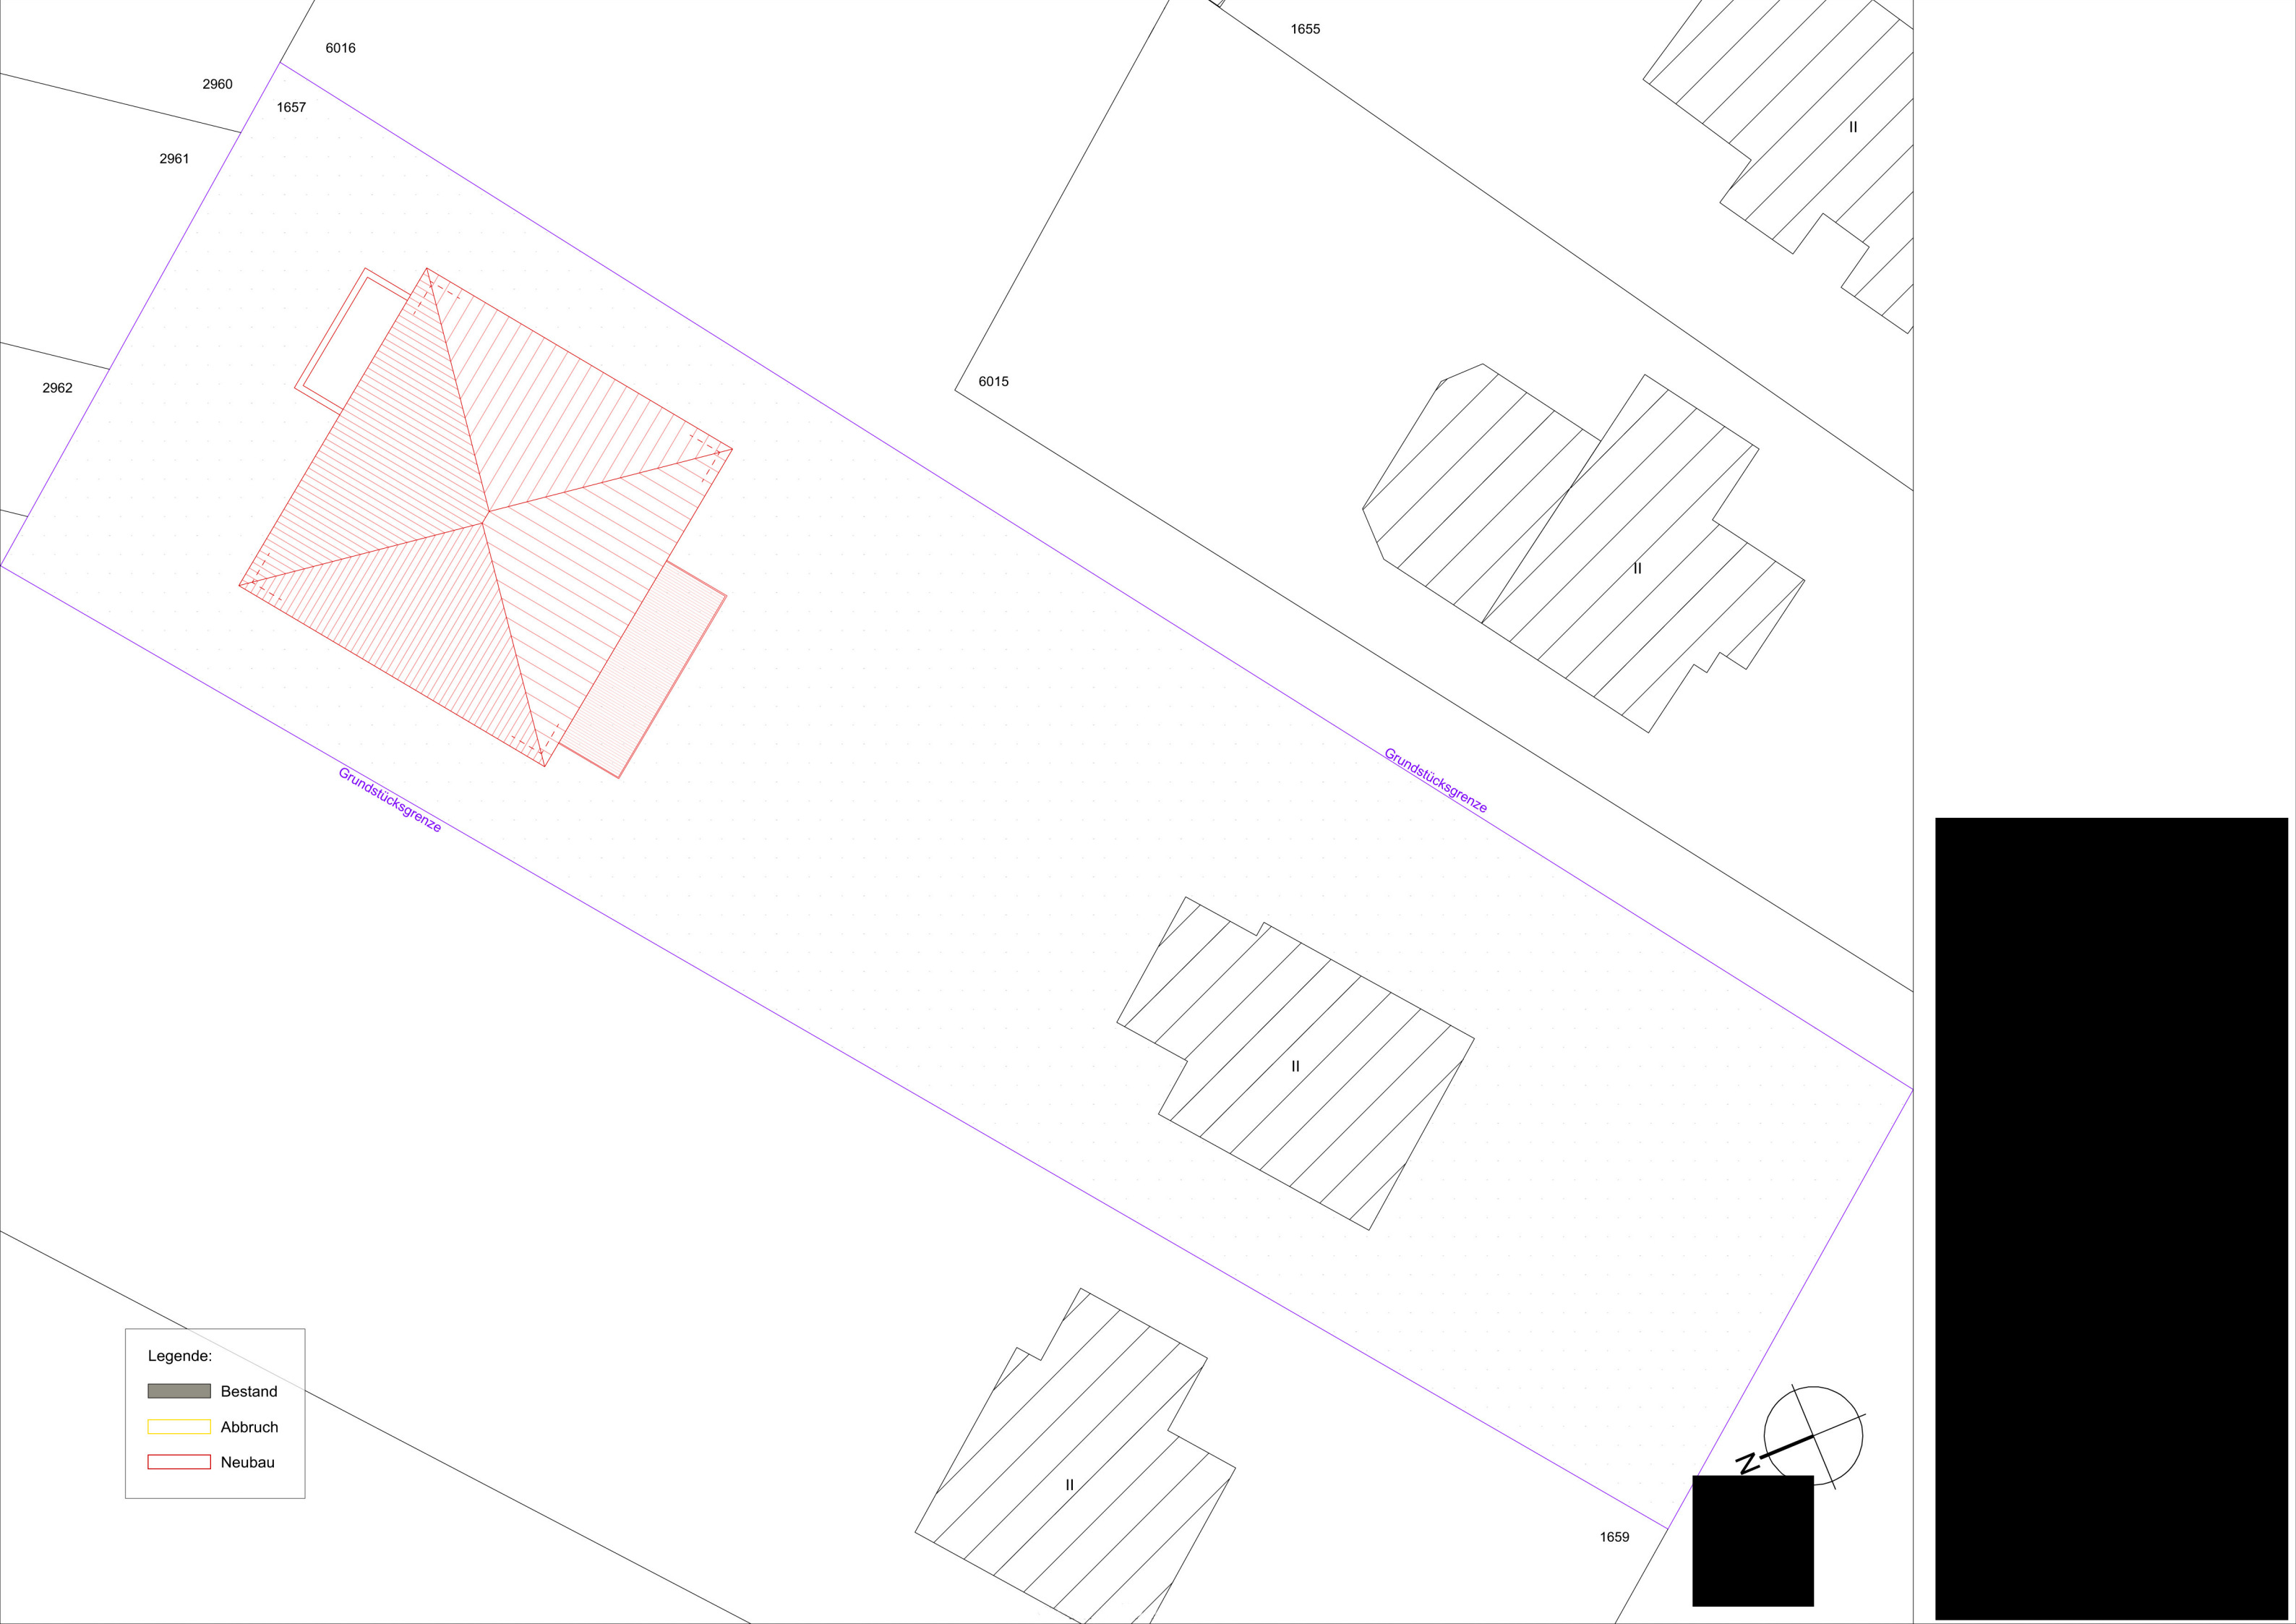 6016
1655
2960
1657
II
2961
6015
2962
II
Grundstücksgrenze
Grundstücksgrenze
II
Legende:
Bestand
Abbruch
Neubau
N
II
1659